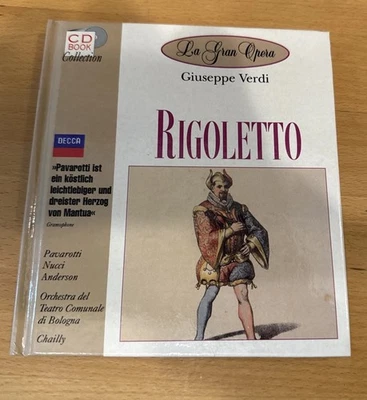 CD
BOOK
Collection
La Gran Opera
Giuseppe Verdi
RIGOLETTO
DECCA
»Pavarotti ist
ein köstlich
leichtlebiger und
dreister Herzog
von Mantua«
Gramophone
Pavarotti
Nucci
Anderson
Orchestra del
Teatro Comunale
di Bologna
Chailly